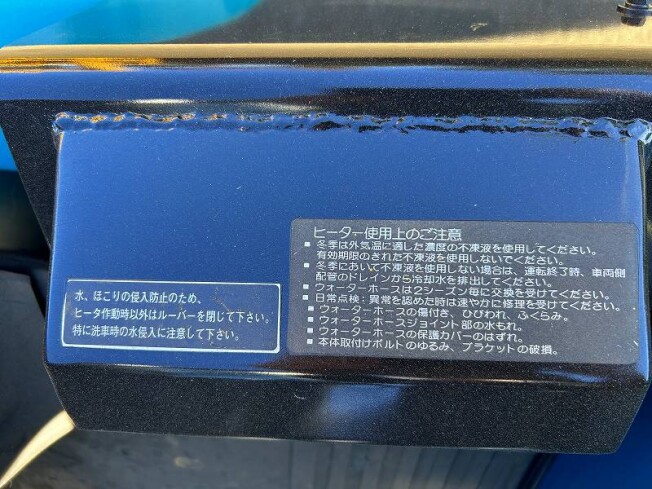 水、ほこりの侵入防止のため、
ヒータ作動時以外はルーバーを閉じて下さい。
特に洗車時の水侵入に注意して下さい。
ヒーター使用上のご注意
■ 冬季は外気温に適した濃度の不凍液を使用してください。
有効期限のきれた不凍液を使用しないでください。
■ 冬季において不凍液を使用しない場合は、運転終了時、車両側
配管のドレインから冷却水を排出してください。
■ ウォーターホースは2シーズン毎に交換を受けてください。
■ 日常点検：異常を認めた時は速やかに修理を受けてください。
■ ウォーターホースの傷付き、ひびわれ、ふくらみ。
■ ウォーターホースジョイント部の水もれ。
■ ウォーターホースの保護カバーのはずれ。
■ 本体取付けボルトのゆるみ、ブラケットの破損。